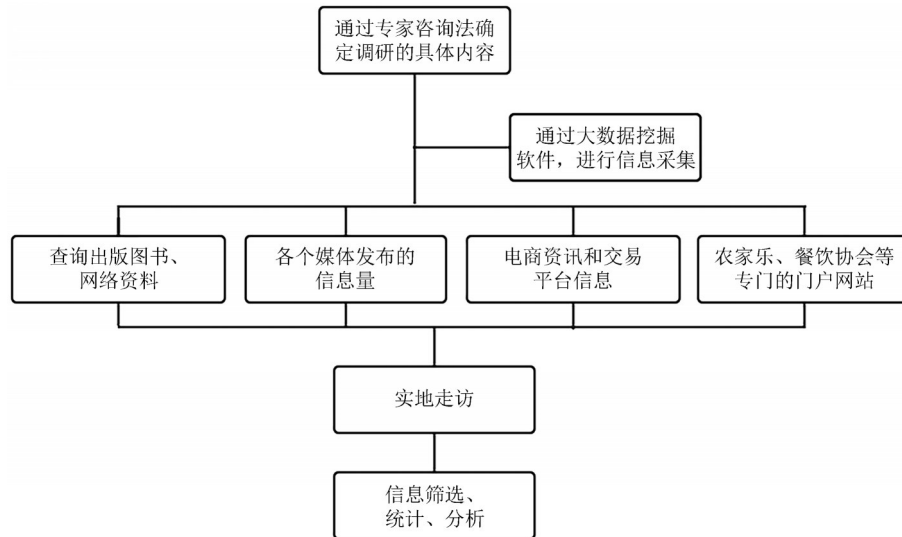 通过专家咨询法确
定调研的具体内容
通过大数据挖掘
软件，进行信息采集
查询出版图书、
网络资料
各个媒体发布的
信息量
电商资讯和交易
平台信息
农家乐、餐饮协会等
专门的门户网站
实地走访
信息筛选、
统计、分析